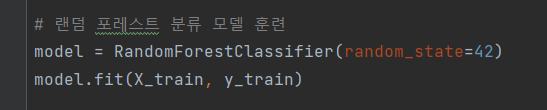 # 랜덤 포레스트 분류 모델 훈련
model = RandomForestClassifier(random_state=42)
model.fit(X_train, y_train)